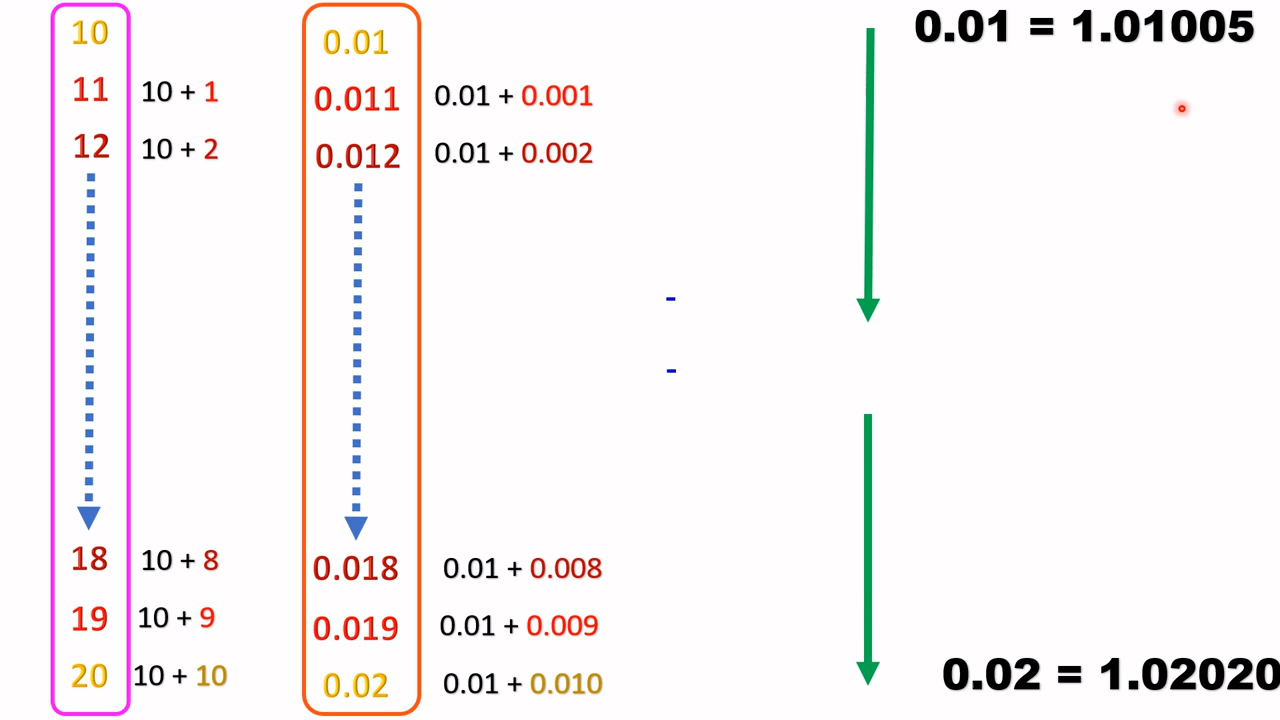 10
11 10 + 1
12 10 + 2
18 10 + 8
19 10 + 9
20 10 + 10
0.01
0.011 0.01 + 0.001
0.012 0.01 + 0.002
0.018 0.01 + 0.008
0.019 0.01 + 0.009
0.02 0.01 + 0.010
-
-
0.01 = 1.01005
0.02 = 1.02020